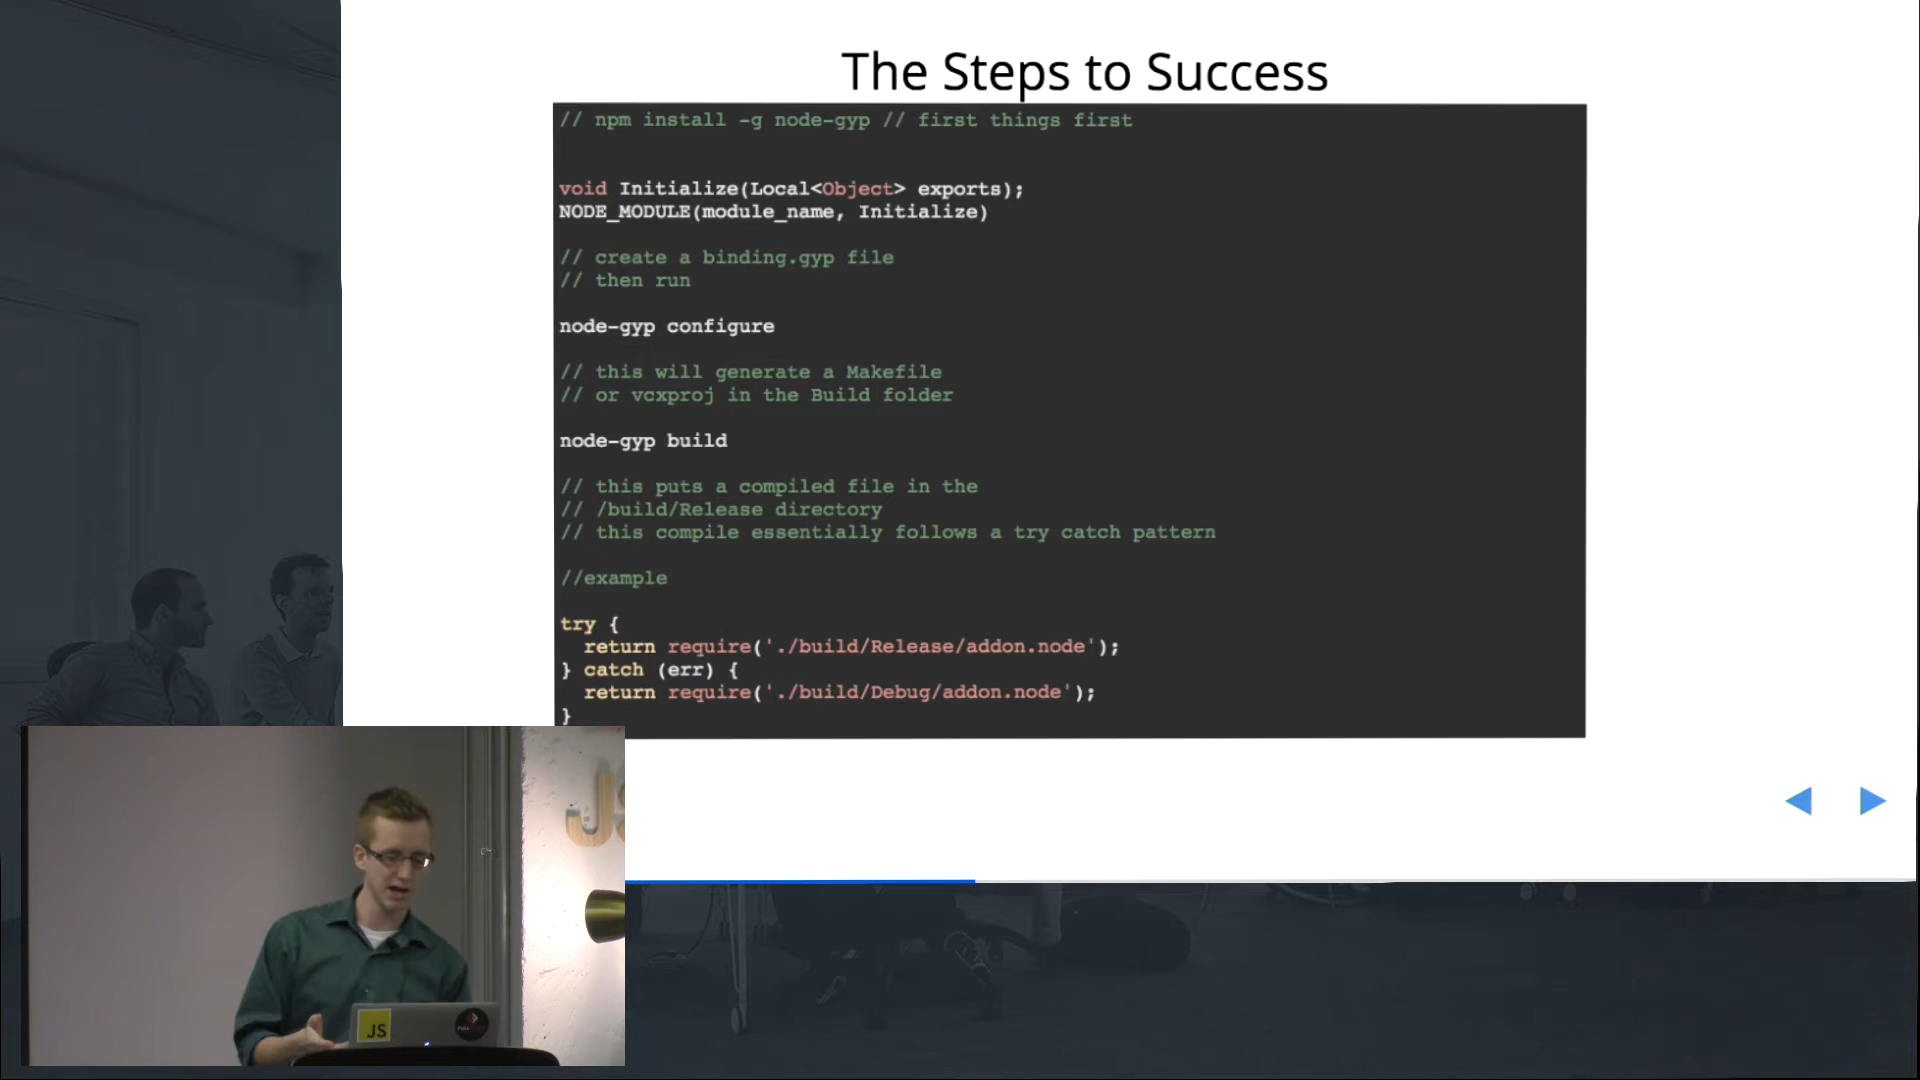 The Steps to Success
// npm install -g node-gyp // first things first
void Initialize(Local<Object> exports);
NODE_MODULE(module_name, Initialize)
// create a binding.gyp file
// then run
node-gyp configure
// this will generate a Makefile
// or vcxproj in the Build folder
node-gyp build
// this puts a compiled file in the
// /build/Release directory
// this compile essentially follows a try catch pattern
//example
try {
return require('./build/Release/addon.node');
} catch (err) {
return require('./build/Debug/addon.node');
}
JS
JS